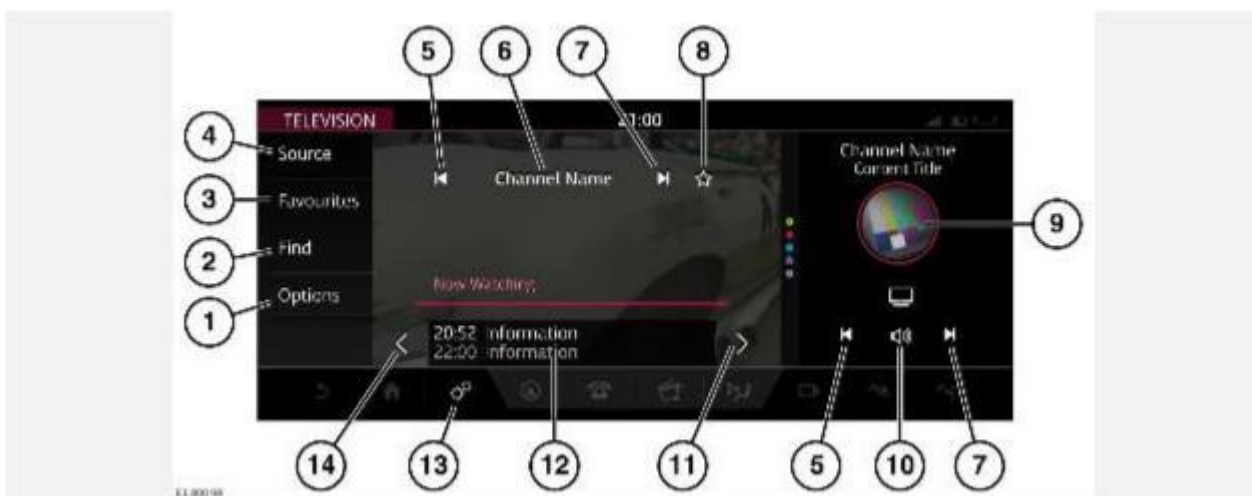 5 6 7 8
4
3
2
1
TELEVISION
21:00
Source
Favourites
Find
Options
Channel Name
Now Watching
20:52 Information
22:00 Information
Channel Name
Content Title
9
14 13 12 11 5 10 7